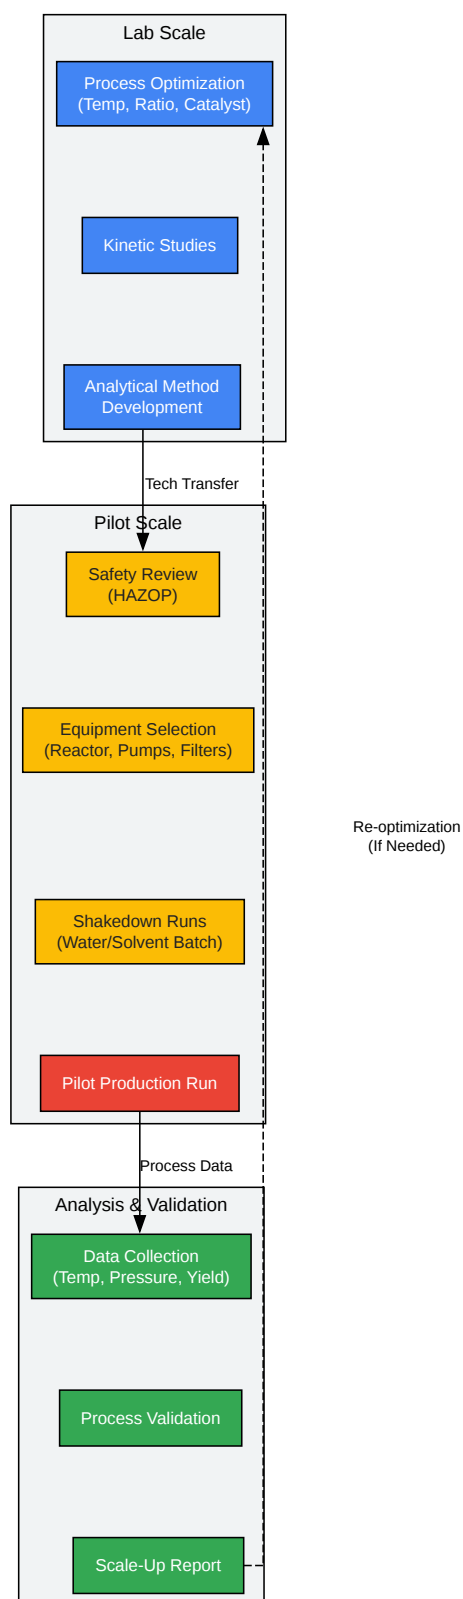 Lab Scale
Process Optimization
(Temp, Ratio, Catalyst)
Kinetic Studies
Analytical Method
Development
Tech Transfer
Pilot Scale
Safety Review
(HAZOP)
Equipment Selection
(Reactor, Pumps, Filters)
Re-optimization
(If Needed)
Shakedown Runs
(Water/Solvent Batch)
Pilot Production Run
Process Data
Analysis & Validation
Data Collection
(Temp, Pressure, Yield)
Process Validation
Scale-Up Report